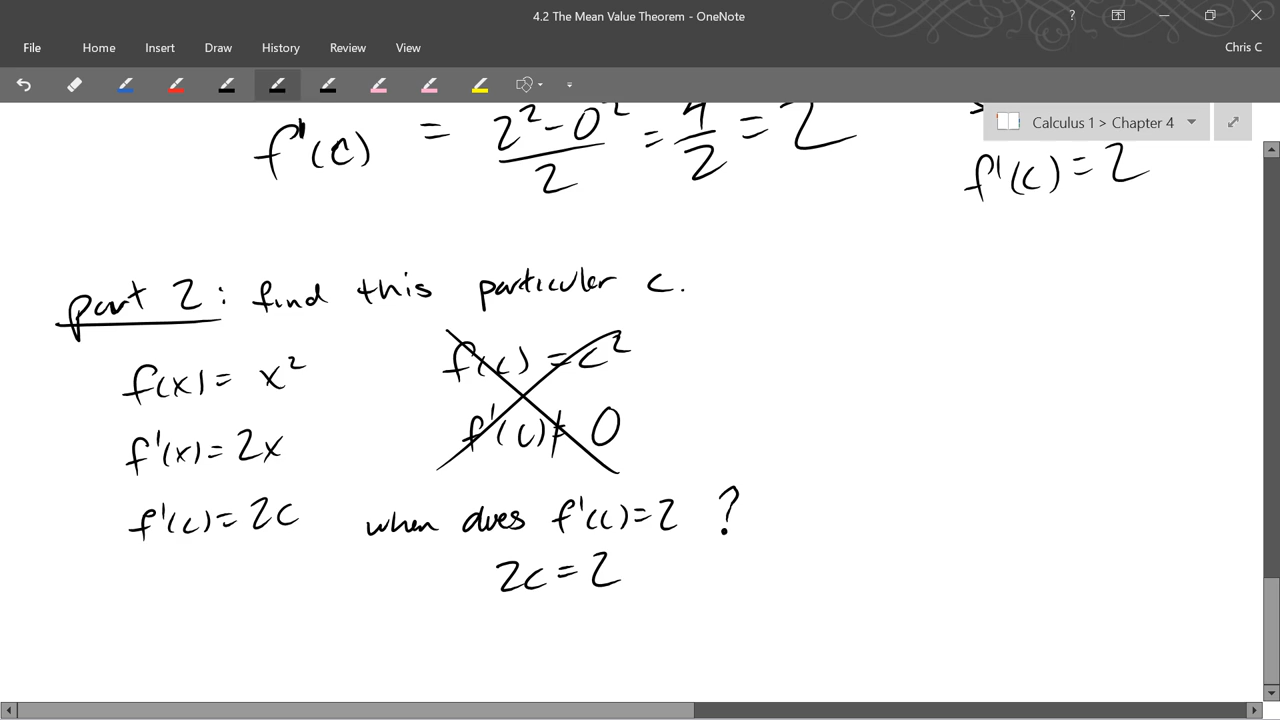 4.2 The Mean Value Theorem - OneNote
?
File Home Insert Draw History Review View
Chris C
Calculus 1 > Chapter 4
f'(c) = 2²-0²/2 = 4/2 = 2
f'(c) = 2
part 2: find this particular c.
f(x) = x²
f(c) = c²
f'(x) = 2x
f'(c) ≠ 0
f'(c) = 2c when does f'(c) = 2 ?
2c = 2